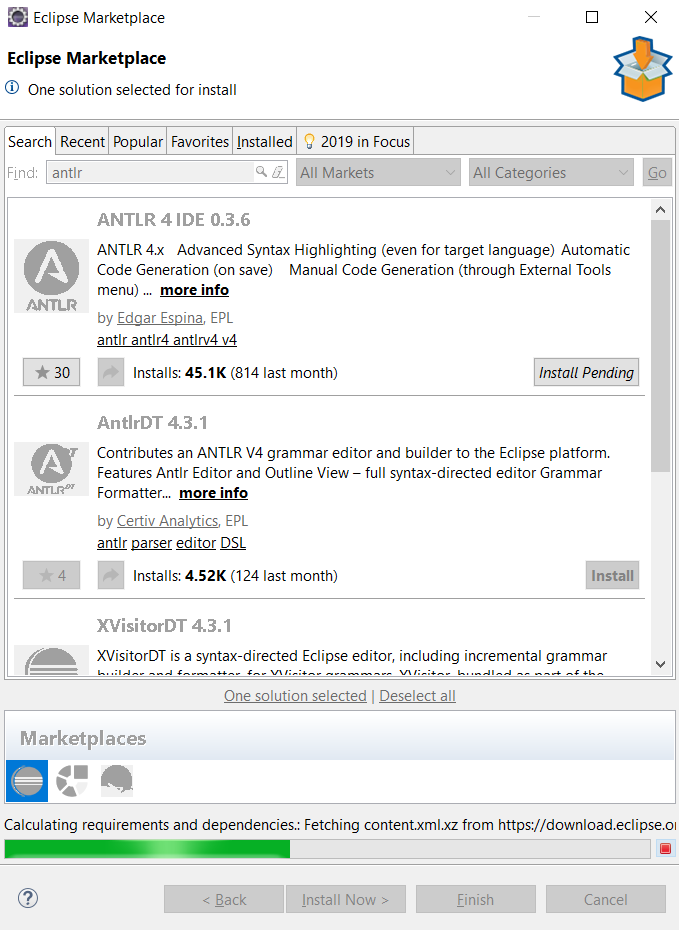 Eclipse Marketplace
Eclipse Marketplace
One solution selected for install
Search Recent Popular Favorites Installed 2019 in Focus
Find: antlr All Markets All Categories Go
ANTLR 4 IDE 0.3.6
ANTLR 4.x Advanced Syntax Highlighting (even for target language) Automatic
Code Generation (on save) Manual Code Generation (through External Tools
menu) ... more info
ANTLR
by Edgar Espina, EPL
antlr antlr4 antlrv4 v4
30 Installs: 45.1K (814 last month) Install Pending
AntlrDT 4.3.1
Contributes an ANTLR V4 grammar editor and builder to the Eclipse platform.
Features Antlr Editor and Outline View – full syntax-directed editor Grammar
Formatter... more info
ANTLR DT
by Certiv Analytics, EPL
antlr parser editor DSL
4 Installs: 4.52K (124 last month) Install
XVisitorDT 4.3.1
XVisitorDT is a syntax-directed Eclipse editor, including incremental grammar
builder and formatter, for XVisitor grammars. XVisitor, bundled as part of the
One solution selected | Deselect all
Marketplaces
Calculating requirements and dependencies.: Fetching content.xml.xz from https://download.eclipse.or
? < Back Install Now > Finish Cancel